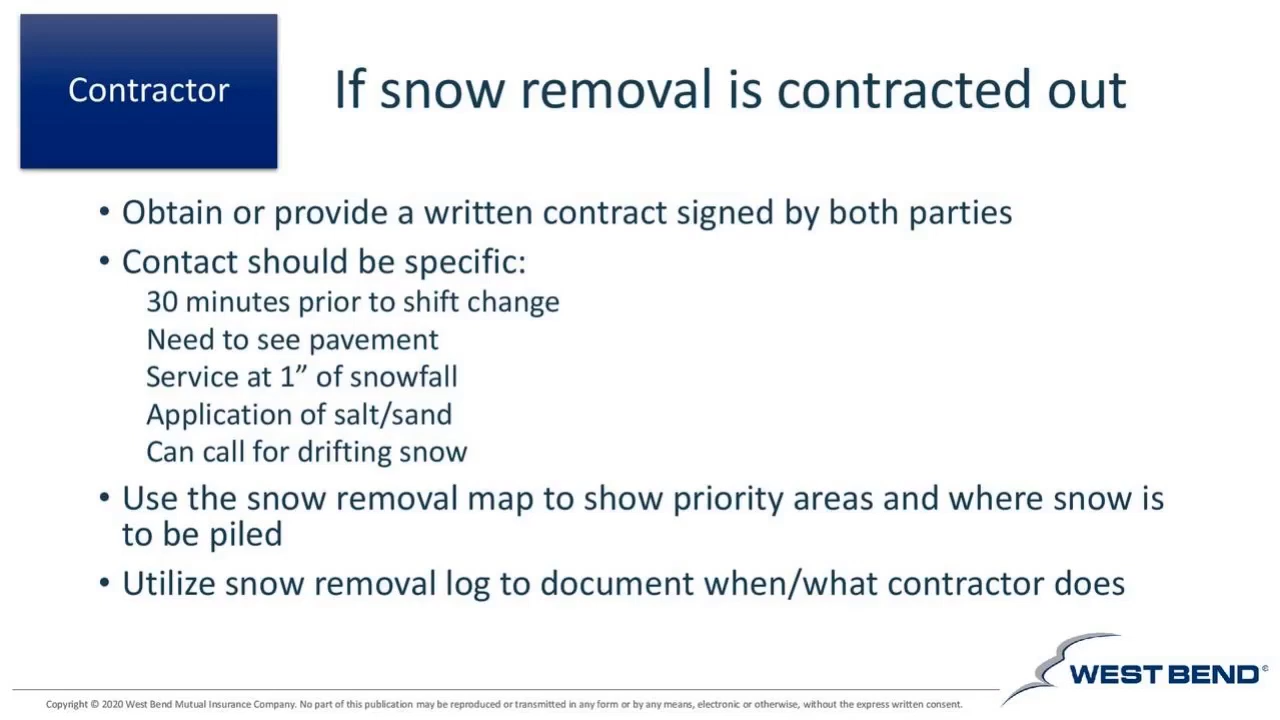 Contractor
If snow removal is contracted out
• Obtain or provide a written contract signed by both parties
• Contact should be specific:
30 minutes prior to shift change
Need to see pavement
Service at 1” of snowfall
Application of salt/sand
Can call for drifting snow
• Use the snow removal map to show priority areas and where snow is
to be piled
• Utilize snow removal log to document when/what contractor does
WEST BEND®
Copyright © 2020 West Bend Mutual Insurance Company. No part of this publication may be reproduced or transmitted in any form or by any means, electronic or otherwise, without the express written consent.